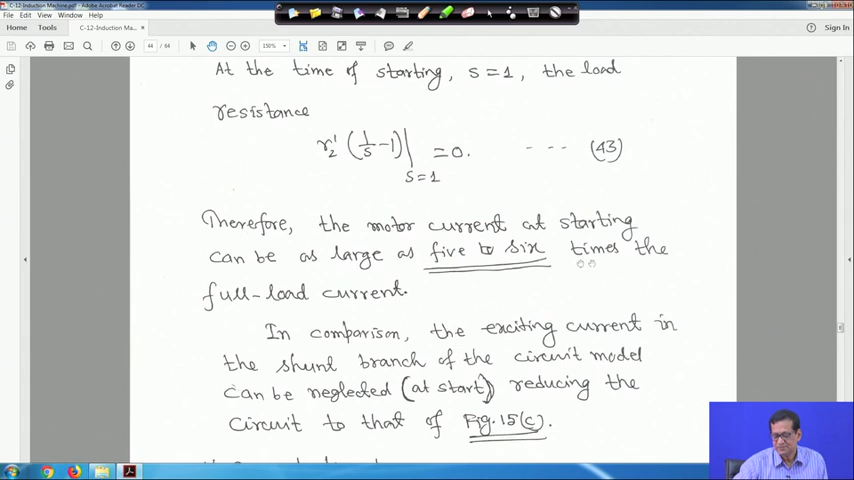 C-12-Induction Machine.pdf - Adobe Acrobat Reader DC
File Edit View Window Help
Home Tools C-12-Induction Ma... × Sign In
44 / 64 150%
At the time of starting, s = 1, the load
resistance
r₂′ (1/s − 1)|s=1 = 0. ---- (43)
Therefore, the motor current at starting
can be as large as five to six times the
full-load current.
In comparison, the exciting current in
the shunt branch of the circuit model
can be neglected (at start) reducing the
circuit to that of Fig. 15(c).